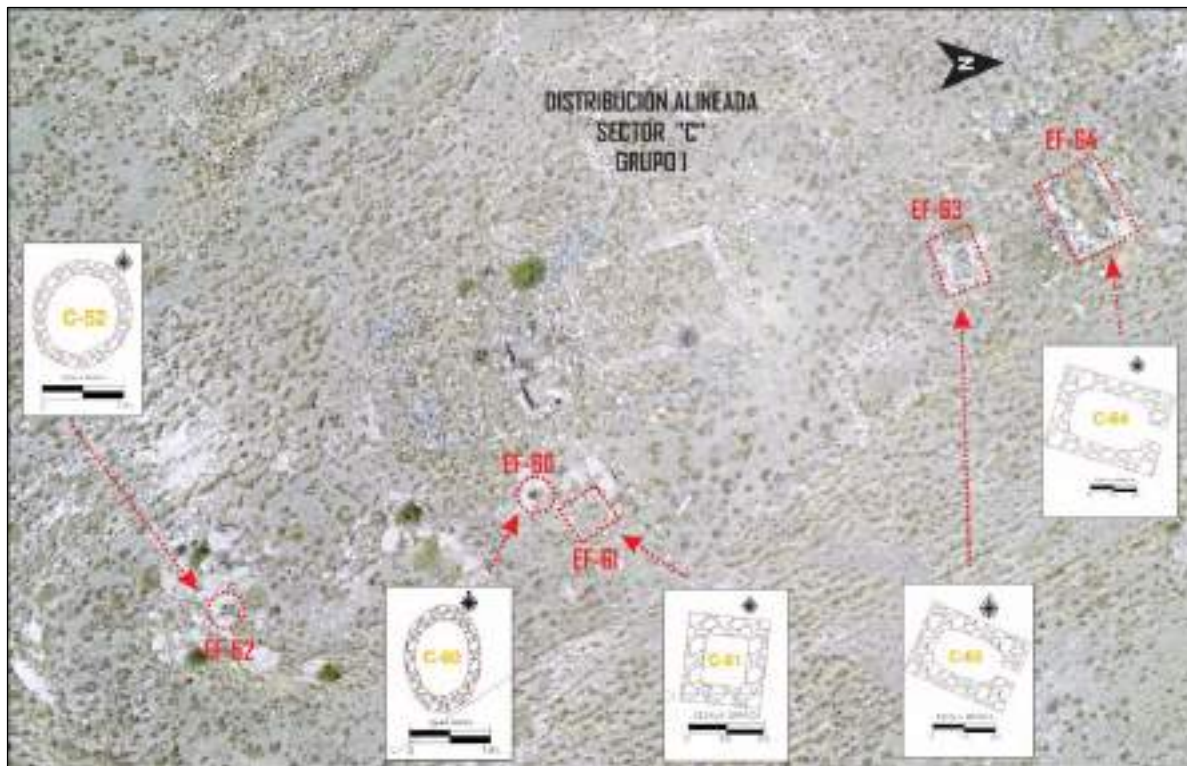 N
DISTRIBUCIÓN ALINEADA
SECTOR "C"
GRUPO 1
EF-64
EF-63
C-52
C-64
EF-60
EF-61
EF-62
C-60
C-61
C-63